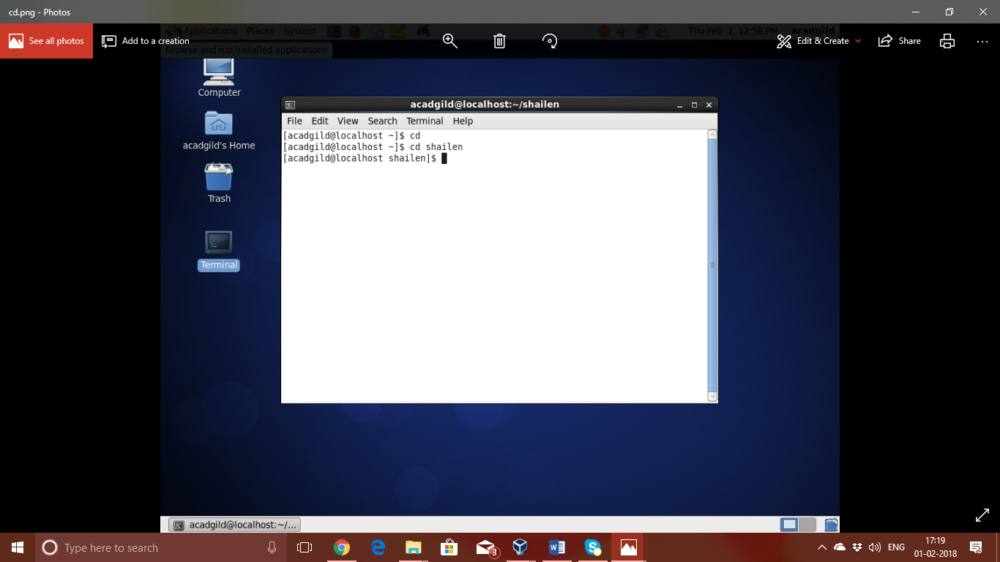 cd.png - Photos
See all photos
Add to a creation
Edit & Create
Share
Applications Places System
Thu Feb 1, 12:58 PM
acadgild
Browse and run installed applications
Computer
acadgild's Home
Trash
Terminal
acadgild@localhost:~/shailen
File Edit View Search Terminal Help
[acadgild@localhost ~]$ cd
[acadgild@localhost ~]$ cd shailen
[acadgild@localhost shailen]$
acadgild@localhost:~/...
Type here to search
3
ENG
17:19
01-02-2018